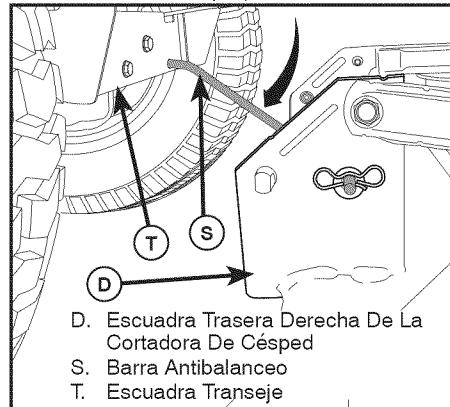 T
S
D
D. Escuadra Trasera Derecha De La
Cortadora De Césped
S. Barra Antibalanceo
T. Escuadra Transeje